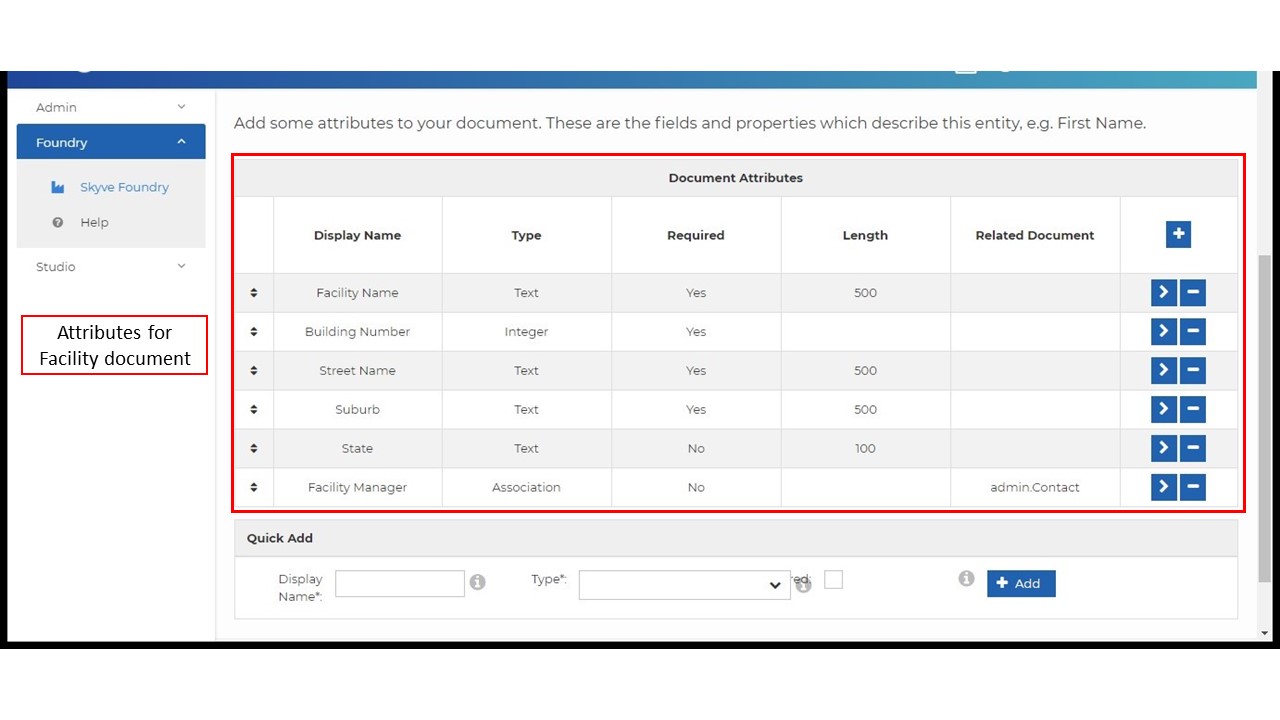 Admin
Foundry
Skyve Foundry
Help
Studio
Attributes for
Facility document
Add some attributes to your document. These are the fields and properties which describe this entity, e.g. First Name.
Document Attributes
Display Name Type Required Length Related Document
Facility Name Text Yes 500
Building Number Integer Yes
Street Name Text Yes 500
Suburb Text Yes 500
State Text No 100
Facility Manager Association No admin.Contact
Quick Add
Display
Name*:
Type*:
red:
Add